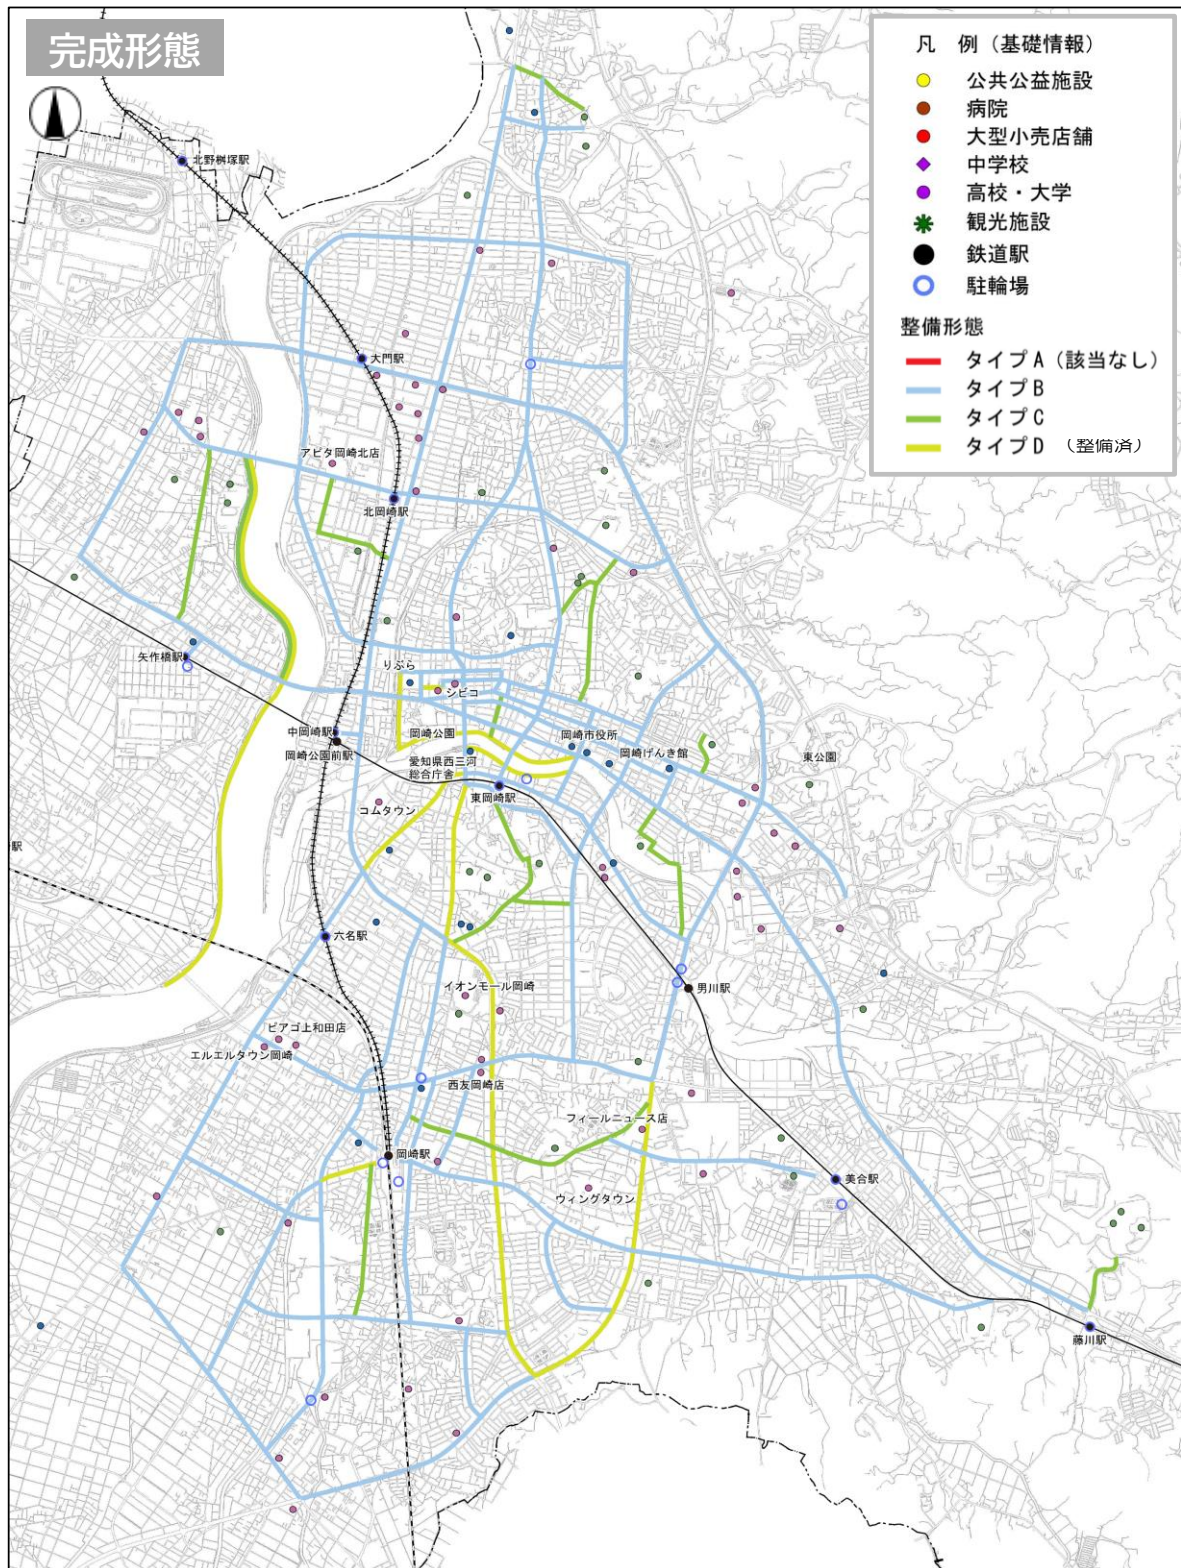 完成形態
凡 例（基礎情報）
公共公益施設
病院
大型小売店舗
中学校
高校・大学
観光施設
鉄道駅
駐輪場
整備形態
タイプA（該当なし）
タイプB
タイプC
タイプD （整備済）
北野桝塚駅
大門駅
アピタ岡崎北店
北岡崎駅
矢作橋駅
りぶら
シビコ
中岡崎駅
岡崎公園前駅
岡崎公園
岡崎市役所
愛知県西三河
総合庁舎
岡崎げんき館
東公園
東岡崎駅
コムタウン
駅
六名駅
男川駅
イオンモール岡崎
ピアゴ上和田店
エルエルタウン岡崎
西友岡崎店
フィールニュース店
岡崎駅
美合駅
ウィングタウン
藤川駅